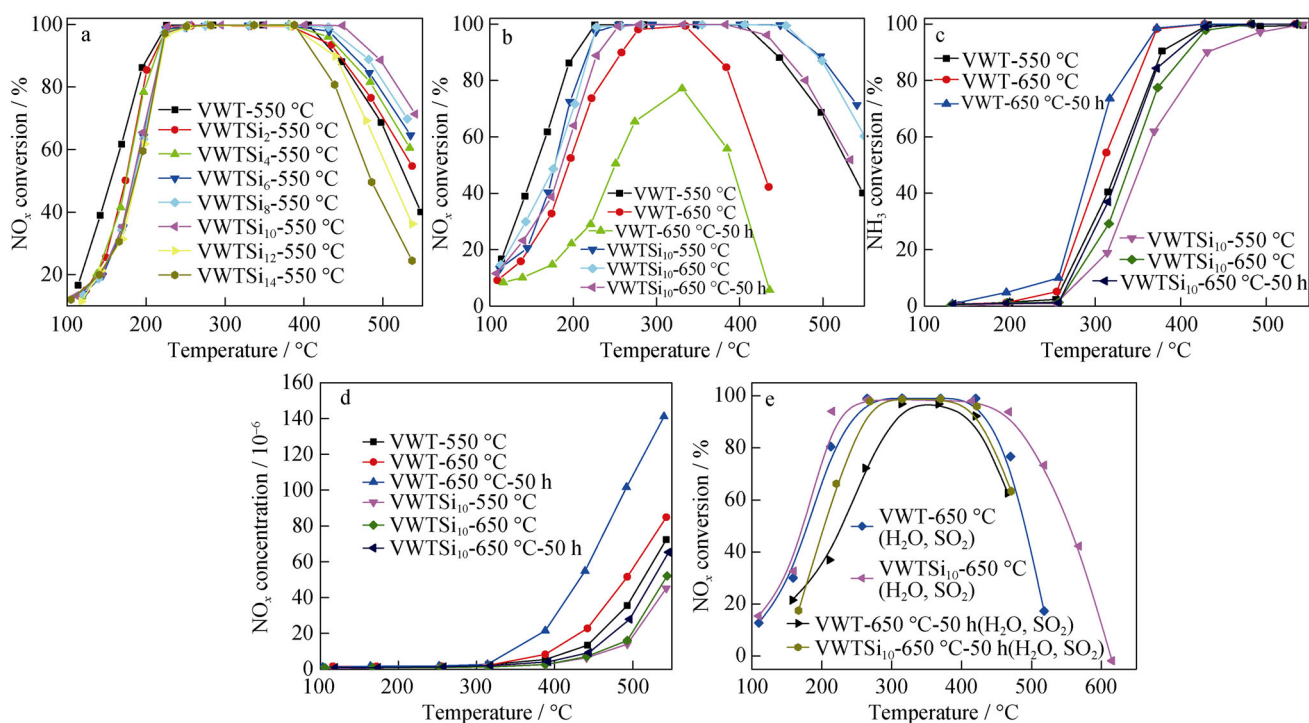 a
100
80
60
40
20
NOx conversion / %
VWT-550 °C
VWTSi2-550 °C
VWTSi4-550 °C
VWTSi6-550 °C
VWTSi8-550 °C
VWTSi10-550 °C
VWTSi12-550 °C
VWTSi14-550 °C
100 200 300 400 500
Temperature / °C
b
100
80
60
40
20
0
NOx conversion / %
VWT-550 °C
VWT-650 °C
VWT-650 °C-50 h
VWTSi10-550 °C
VWTSi10-650 °C
VWTSi10-650 °C-50 h
100 200 300 400 500
Temperature / °C
c
100
80
60
40
20
0
NH3 conversion / %
VWT-550 °C
VWT-650 °C
VWT-650 °C-50 h
VWTSi10-550 °C
VWTSi10-650 °C
VWTSi10-650 °C-50 h
100 200 300 400 500
Temperature / °C
d
160
140
120
100
80
60
40
20
0
NOx concentration / 10−6
VWT-550 °C
VWT-650 °C
VWT-650 °C-50 h
VWTSi10-550 °C
VWTSi10-650 °C
VWTSi10-650 °C-50 h
100 200 300 400 500
Temperature / °C
e
100
80
60
40
20
0
NOx conversion / %
VWT-650 °C
(H2O, SO2)
VWTSi10-650 °C
(H2O, SO2)
VWT-650 °C-50 h(H2O, SO2)
VWTSi10-650 °C-50 h(H2O, SO2)
100 200 300 400 500 600
Temperature / °C